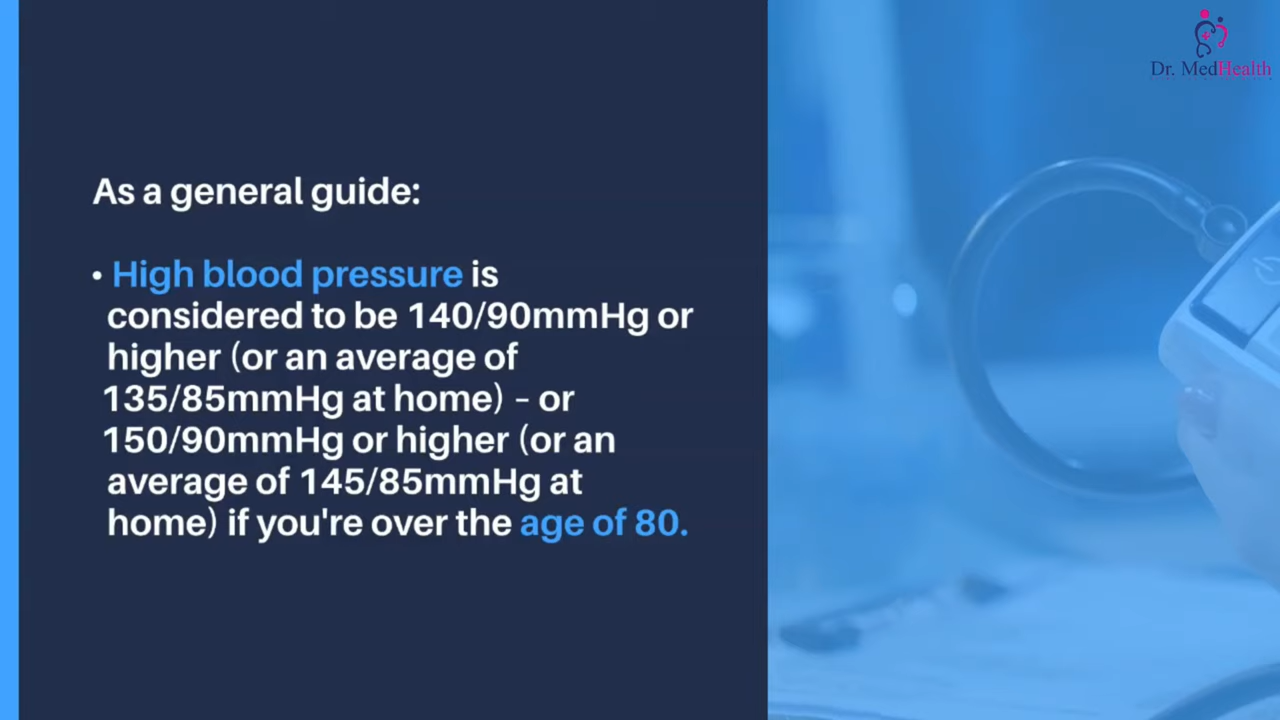 Dr. MedHealth
As a general guide:
• High blood pressure is
considered to be 140/90mmHg or
higher (or an average of
135/85mmHg at home) – or
150/90mmHg or higher (or an
average of 145/85mmHg at
home) if you're over the age of 80.